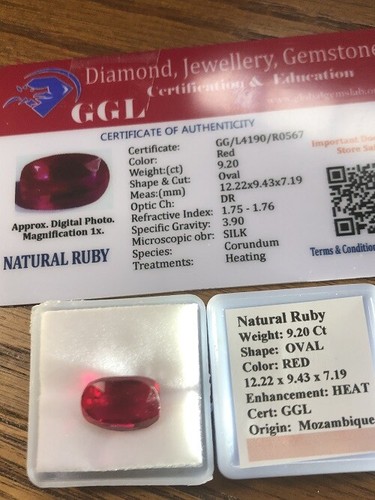 Diamond, Jewellery, Gemstone
Certification & Education
GGL
CERTIFICATE OF AUTHENTICITY
Certificate: GG/L4190/R0567
Color: Red
Weight:(ct) 9.20
Shape & Cut: Oval
Meas:(mm) 12.22x9.43x7.19
Optic Ch: DR
Refractive Index: 1.75 - 1.76
Specific Gravity: 3.90
Microscopic obr: SILK
Species: Corundum
Treatments: Heating
Approx. Digital Photo.
Magnification 1x.
NATURAL RUBY
Important
Store Sa
Terms & Condition
Natural Ruby
Weight: 9.20 Ct
Shape: OVAL
Color: RED
12.22 x 9.43 x 7.19
Enhancement: HEAT
Cert: GGL
Origin: Mozambique